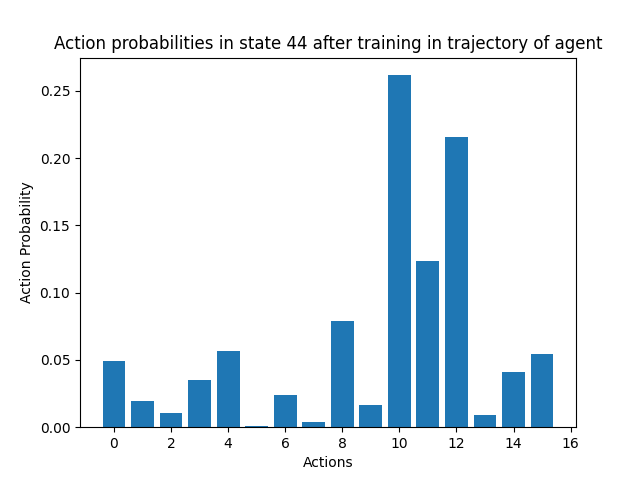 Action probabilities in state 44 after training in trajectory of agent
0.25
0.20
0.15
0.10
0.05
0.00
Action Probability
0 2 4 6 8 10 12 14 16
Actions